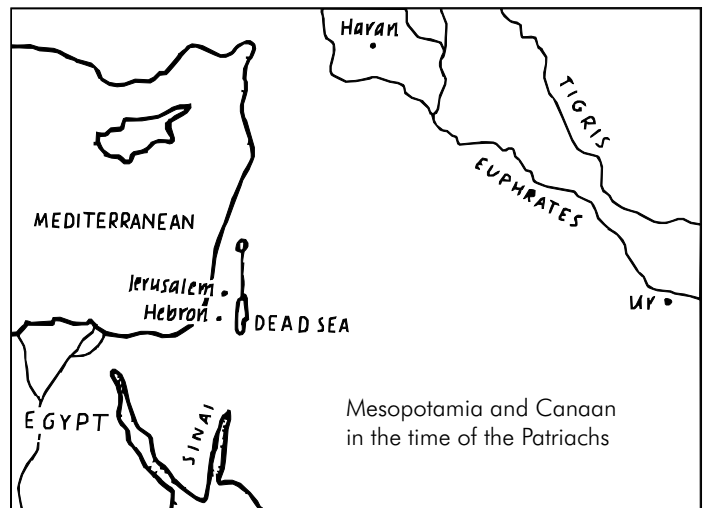 Haran
TIGRIS
EUPHRATES
MEDITERRANEAN
Jerusalem
Hebron
DEAD SEA
Ur
EGYPT
SINAI
Mesopotamia and Canaan
in the time of the Patriachs